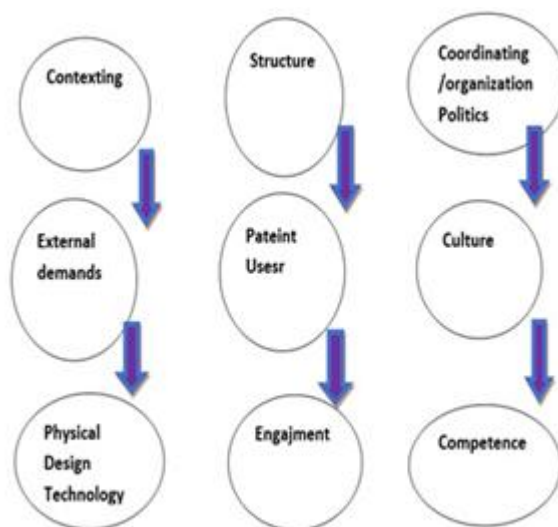 Contexting
Structure
Coordinating
/organization
Politics
External
demands
Pateint
Usesr
Culture
Physical
Design
Technology
Engajment
Competence